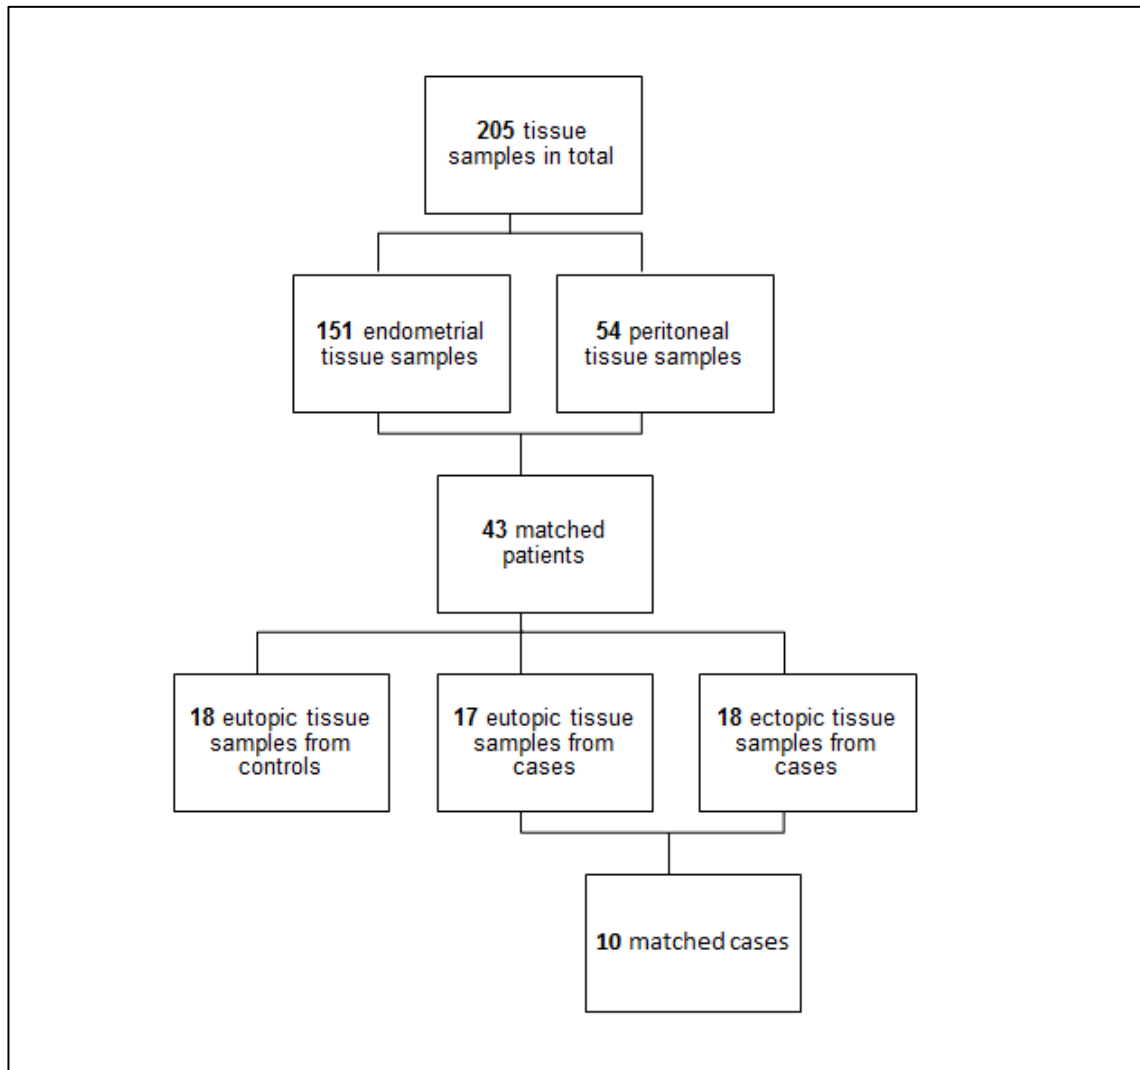 205 tissue
samples in total
151 endometrial
tissue samples
54 peritoneal
tissue samples
43 matched
patients
18 eutopic tissue
samples from
controls
17 eutopic tissue
samples from
cases
18 ectopic tissue
samples from
cases
10 matched cases